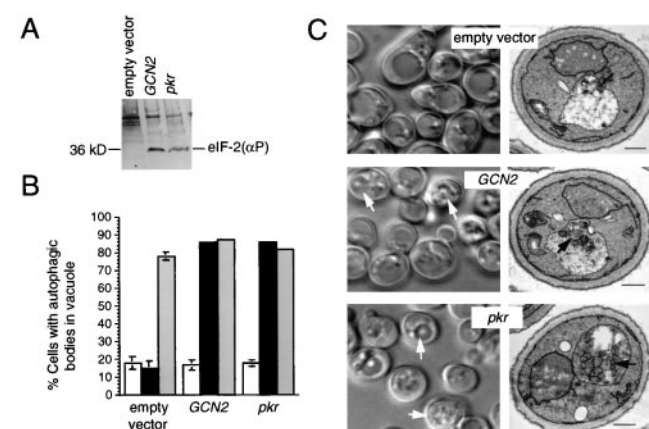 A
empty vector
GCN2
pkr
36 kD
eIF-2(αP)
B
% Cells with autophagic
bodies in vacuole
100
90
80
70
60
50
40
30
20
10
0
empty
vector
GCN2
pkr
C
empty vector
GCN2
pkr